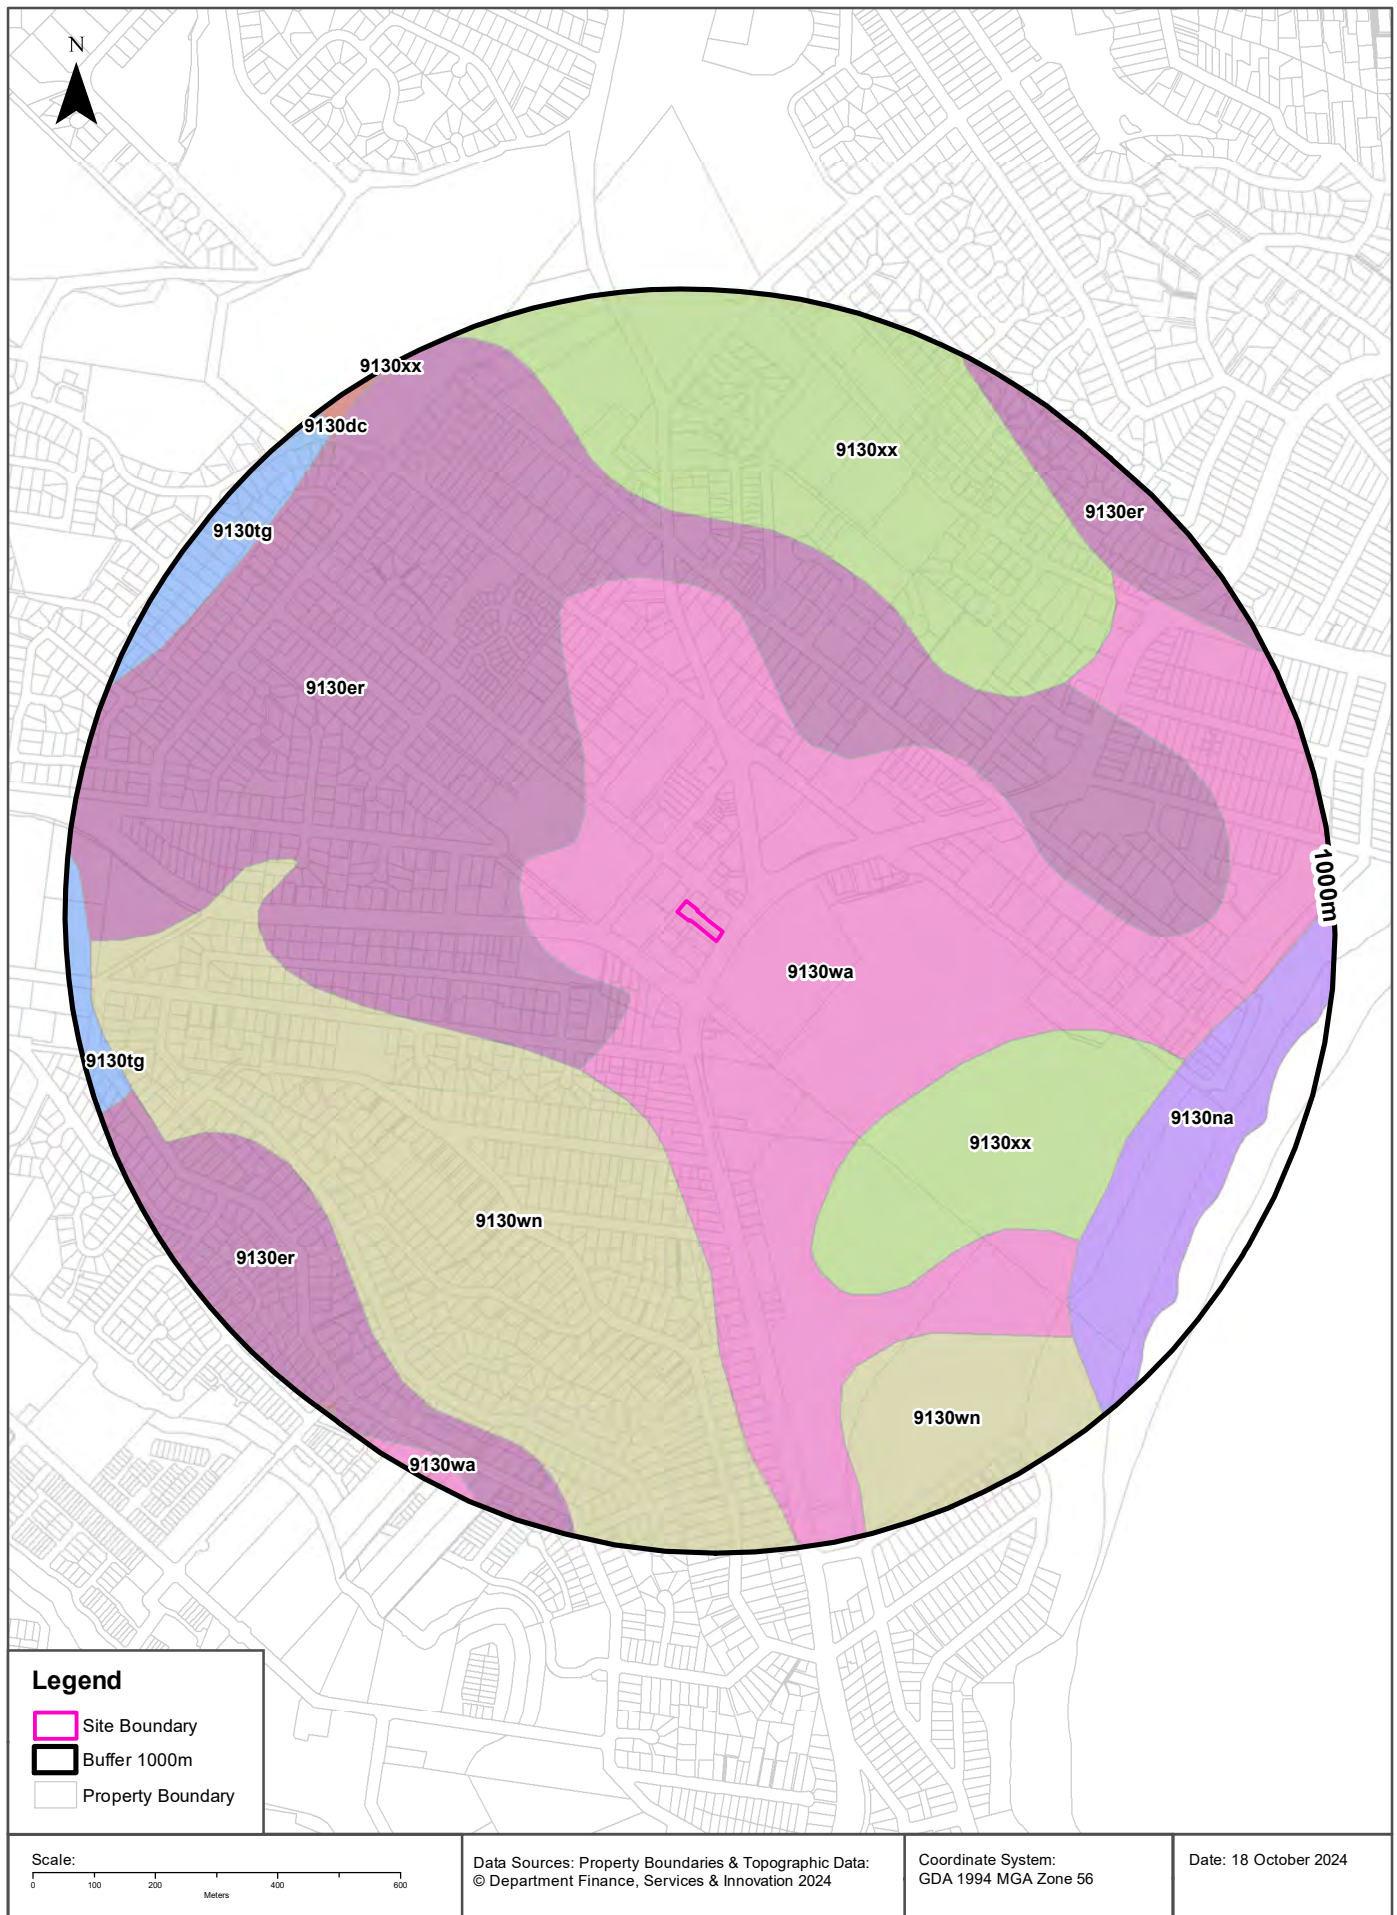 N
9130xx
9130dc
9130xx
9130er
9130tg
9130er
1000m
9130wa
9130tg
9130na
9130xx
9130wn
9130er
9130wn
9130wa
Legend
Site Boundary
Buffer 1000m
Property Boundary
Scale:
0 100 200 400 600
Meters
Data Sources: Property Boundaries & Topographic Data:
© Department Finance, Services & Innovation 2024
Coordinate System:
GDA 1994 MGA Zone 56
Date: 18 October 2024